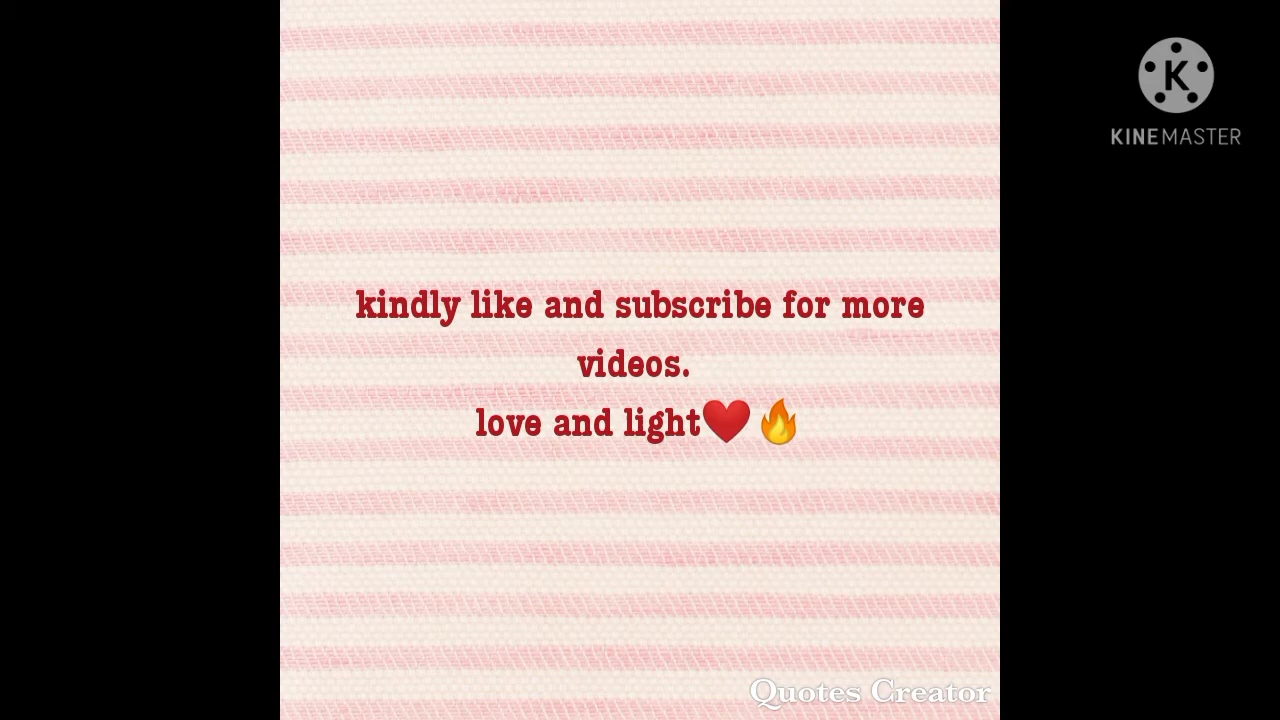 K
KINEMASTER
kindly like and subscribe for more
videos.
love and light❤️🔥
Quotes Creator